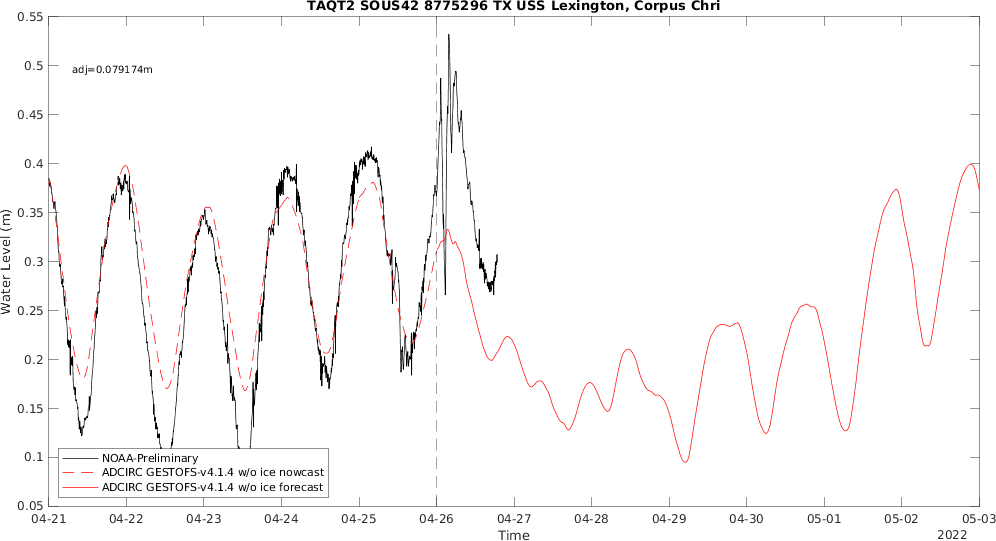 TAQT2 SOUS42 8775296 TX USS Lexington, Corpus Chri
0.55
0.5
0.45
0.4
0.35
0.3
0.25
0.2
0.15
0.1
0.05
Water Level (m)
adj=0.079174m
NOAA-Preliminary
ADCIRC GESTOFS-v4.1.4 w/o ice nowcast
ADCIRC GESTOFS-v4.1.4 w/o ice forecast
04-21 04-22 04-23 04-24 04-25 04-26 04-27 04-28 04-29 04-30 05-01 05-02 05-03
Time
2022